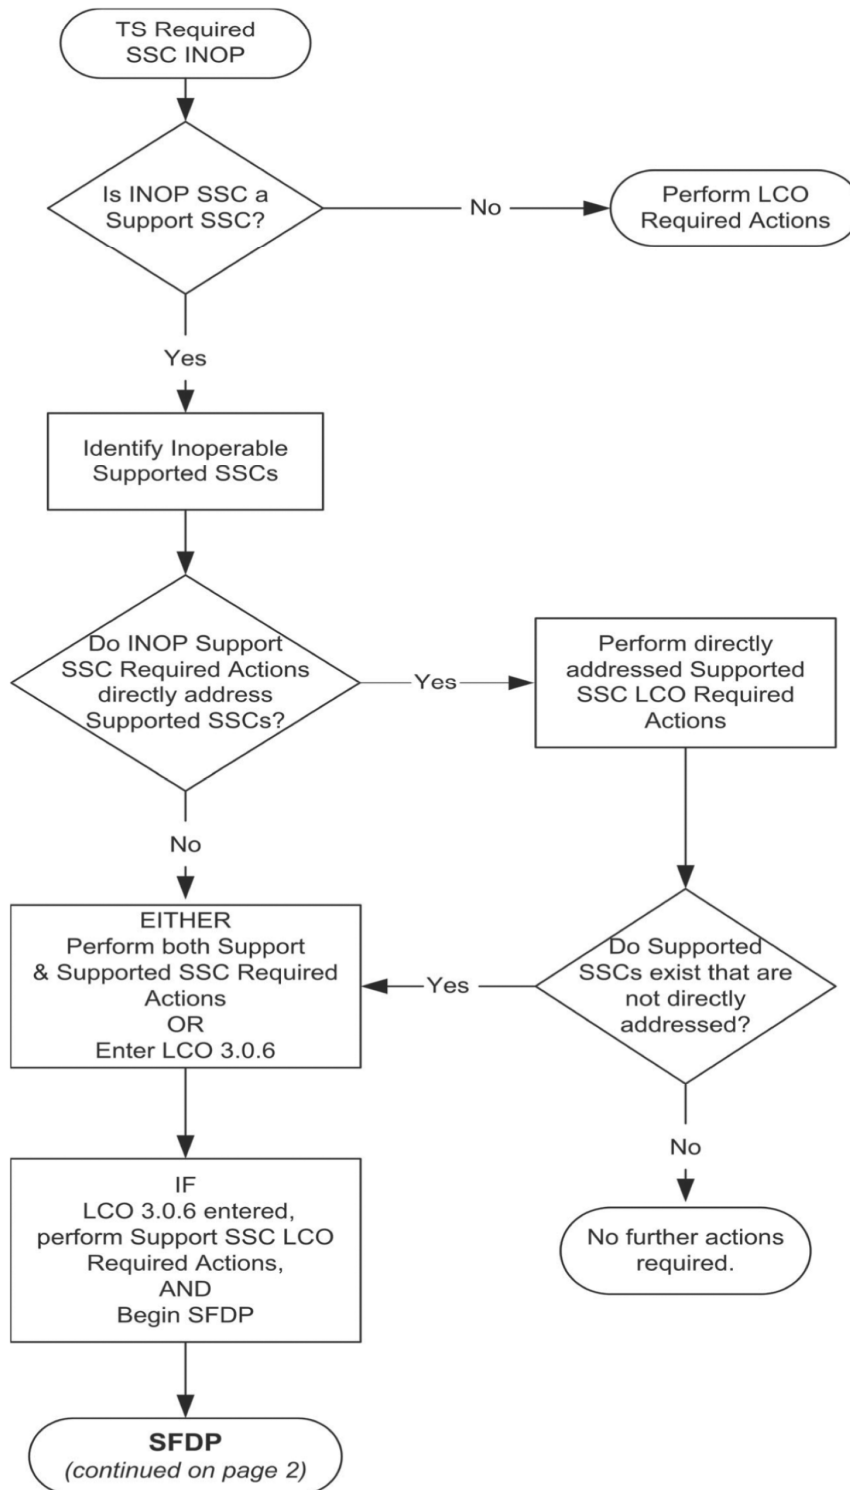 TS Required
SSC INOP
Is INOP SSC a
Support SSC?
No
Perform LCO
Required Actions
Yes
Identify Inoperable
Supported SSCs
Do INOP Support
SSC Required Actions
directly address
Supported SSCs?
Yes
Perform directly
addressed Supported
SSC LCO Required
Actions
No
EITHER
Perform both Support
& Supported SSC Required
Actions
OR
Enter LCO 3.0.6
Yes
Do Supported
SSCs exist that are
not directly
addressed?
No
IF
LCO 3.0.6 entered,
perform Support SSC LCO
Required Actions,
AND
Begin SFDP
No further actions
required.
SFDP
(continued on page 2)